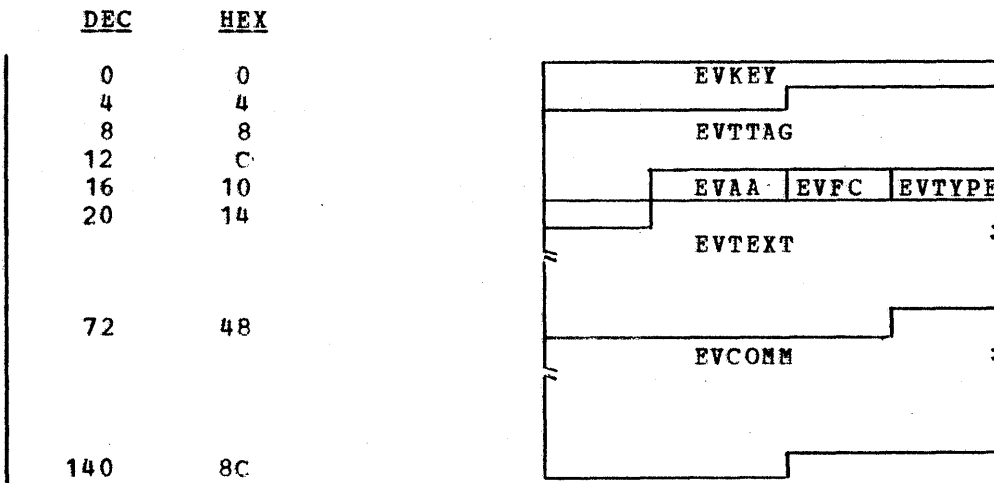 DEC HEX
0 0 EVKEY
4 4
8 8 EVTTAG
12 C
16 10 EVAA EVFC EVTYPE
20 14
EVTEXT
72 48
EVCOMM
140 8C